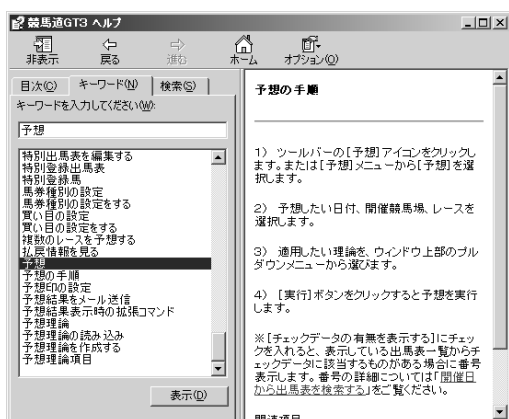 競馬道GT3 ヘルプ
非表示 戻る 進む ホーム オプション(O)
目次(C) キーワード(N) 検索(S)
キーワードを入力してください(W):
予想
特別出馬表を編集する
特別登録出馬表
特別登録馬
馬券種別の設定
馬券種別の設定をする
買い目の設定
買い目の設定をする
複数のレースを予想する
払戻情報を見る
予想
予想の手順
予想印の設定
予想結果をメール送信
予想結果表示時の拡張コマンド
予想理論
予想理論の読み込み
予想理論を作成する
予想理論項目
表示(D)
予想の手順
1) ツールバーの[予想]アイコンをクリックし
ます。または[予想]メニューから[予想]を選
択します。
2) 予想したい日付、開催競馬場、レースを
選択します。
3) 適用したい理論を、ウィンドウ上部のプル
ダウンメニューから選びます。
4) [実行]ボタンをクリックすると予想を実行
します。
※[チェックデータの有無を表示する]にチェッ
クを入れると、表示している出馬表一覧からチ
ェックデータに該当するものがある場合に番号
表示します。番号の詳細については「開催日
から出馬表を検索する」をご覧ください。
関連項目